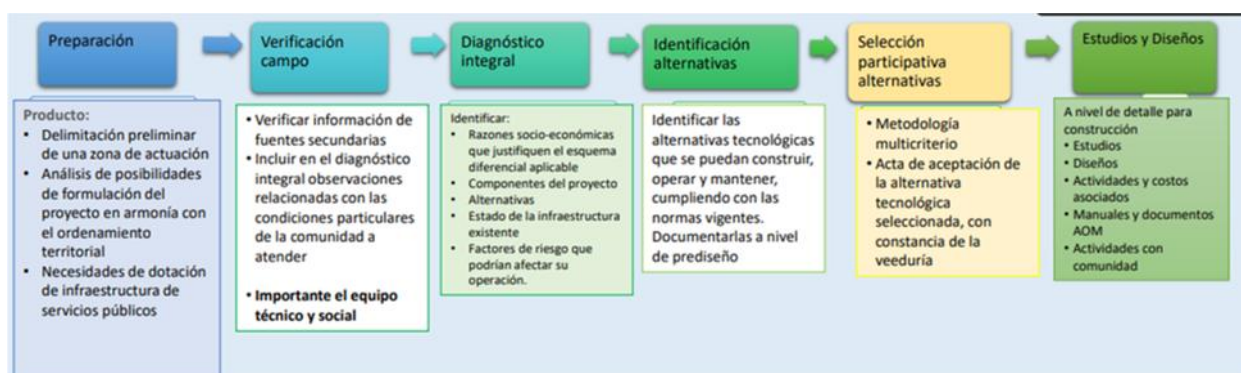 Preparación
Producto:
• Delimitación preliminar
de una zona de actuación
• Análisis de posibilidades
de formulación del
proyecto en armonía con
el ordenamiento
territorial
• Necesidades de dotación
de infraestructura de
servicios públicos
Verificación
campo
• Verificar información de
fuentes secundarias
• Incluir en el diagnóstico
integral observaciones
relacionadas con las
condiciones particulares
de la comunidad a
atender
• Importante el equipo
técnico y social
Diagnóstico
integral
Identificar:
• Razones socio-económicas
que justifiquen el esquema
diferencial aplicable
• Componentes del proyecto
• Alternativas
• Estado de la infraestructura
existente
• Factores de riesgo que
podrían afectar su
operación.
Identificación
alternativas
Identificar las
alternativas tecnológicas
que se puedan construir,
operar y mantener,
cumpliendo con las
normas vigentes.
Documentarlas a nivel
de prediseño
Selección
participativa
alternativas
• Metodología
multicriterio
• Acta de aceptación de
la alternativa
tecnológica
seleccionada, con
constancia de la
veeduría
Estudios y Diseños
A nivel de detalle para
construcción
• Estudios
• Diseños
• Actividades y costos
asociados
• Manuales y documentos
AOM
• Actividades con
comunidad